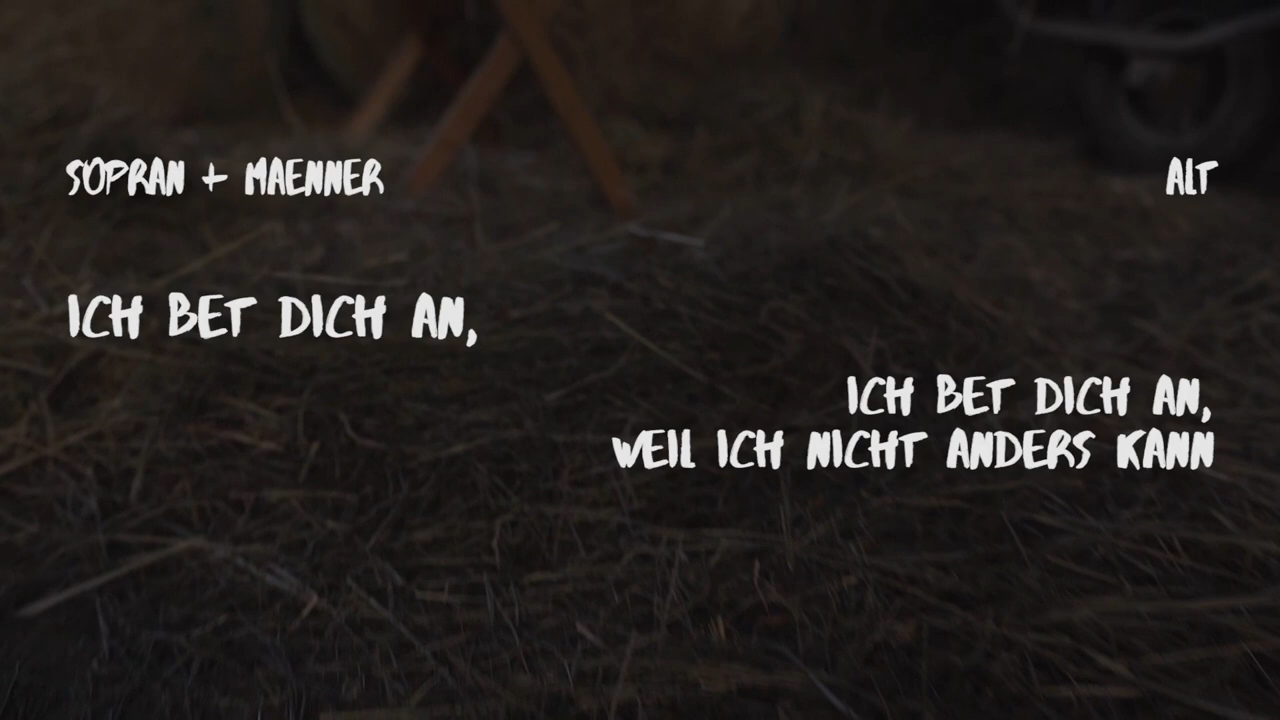 SOPRAN + MAENNER
ALT
ICH BET DICH AN,
ICH BET DICH AN,
WEIL ICH NICHT ANDERS KANN